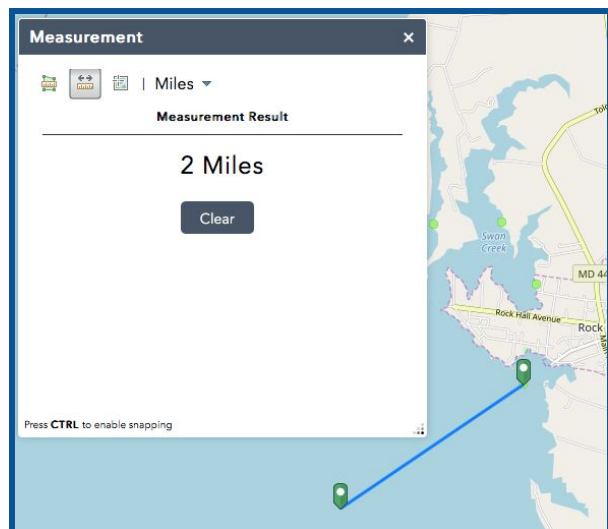 Measurement ×
| Miles
Measurement Result
2 Miles
Clear
Press CTRL to enable snapping
Swan
Creek
MD 44
Rock Hall Avenue
Rock
Main